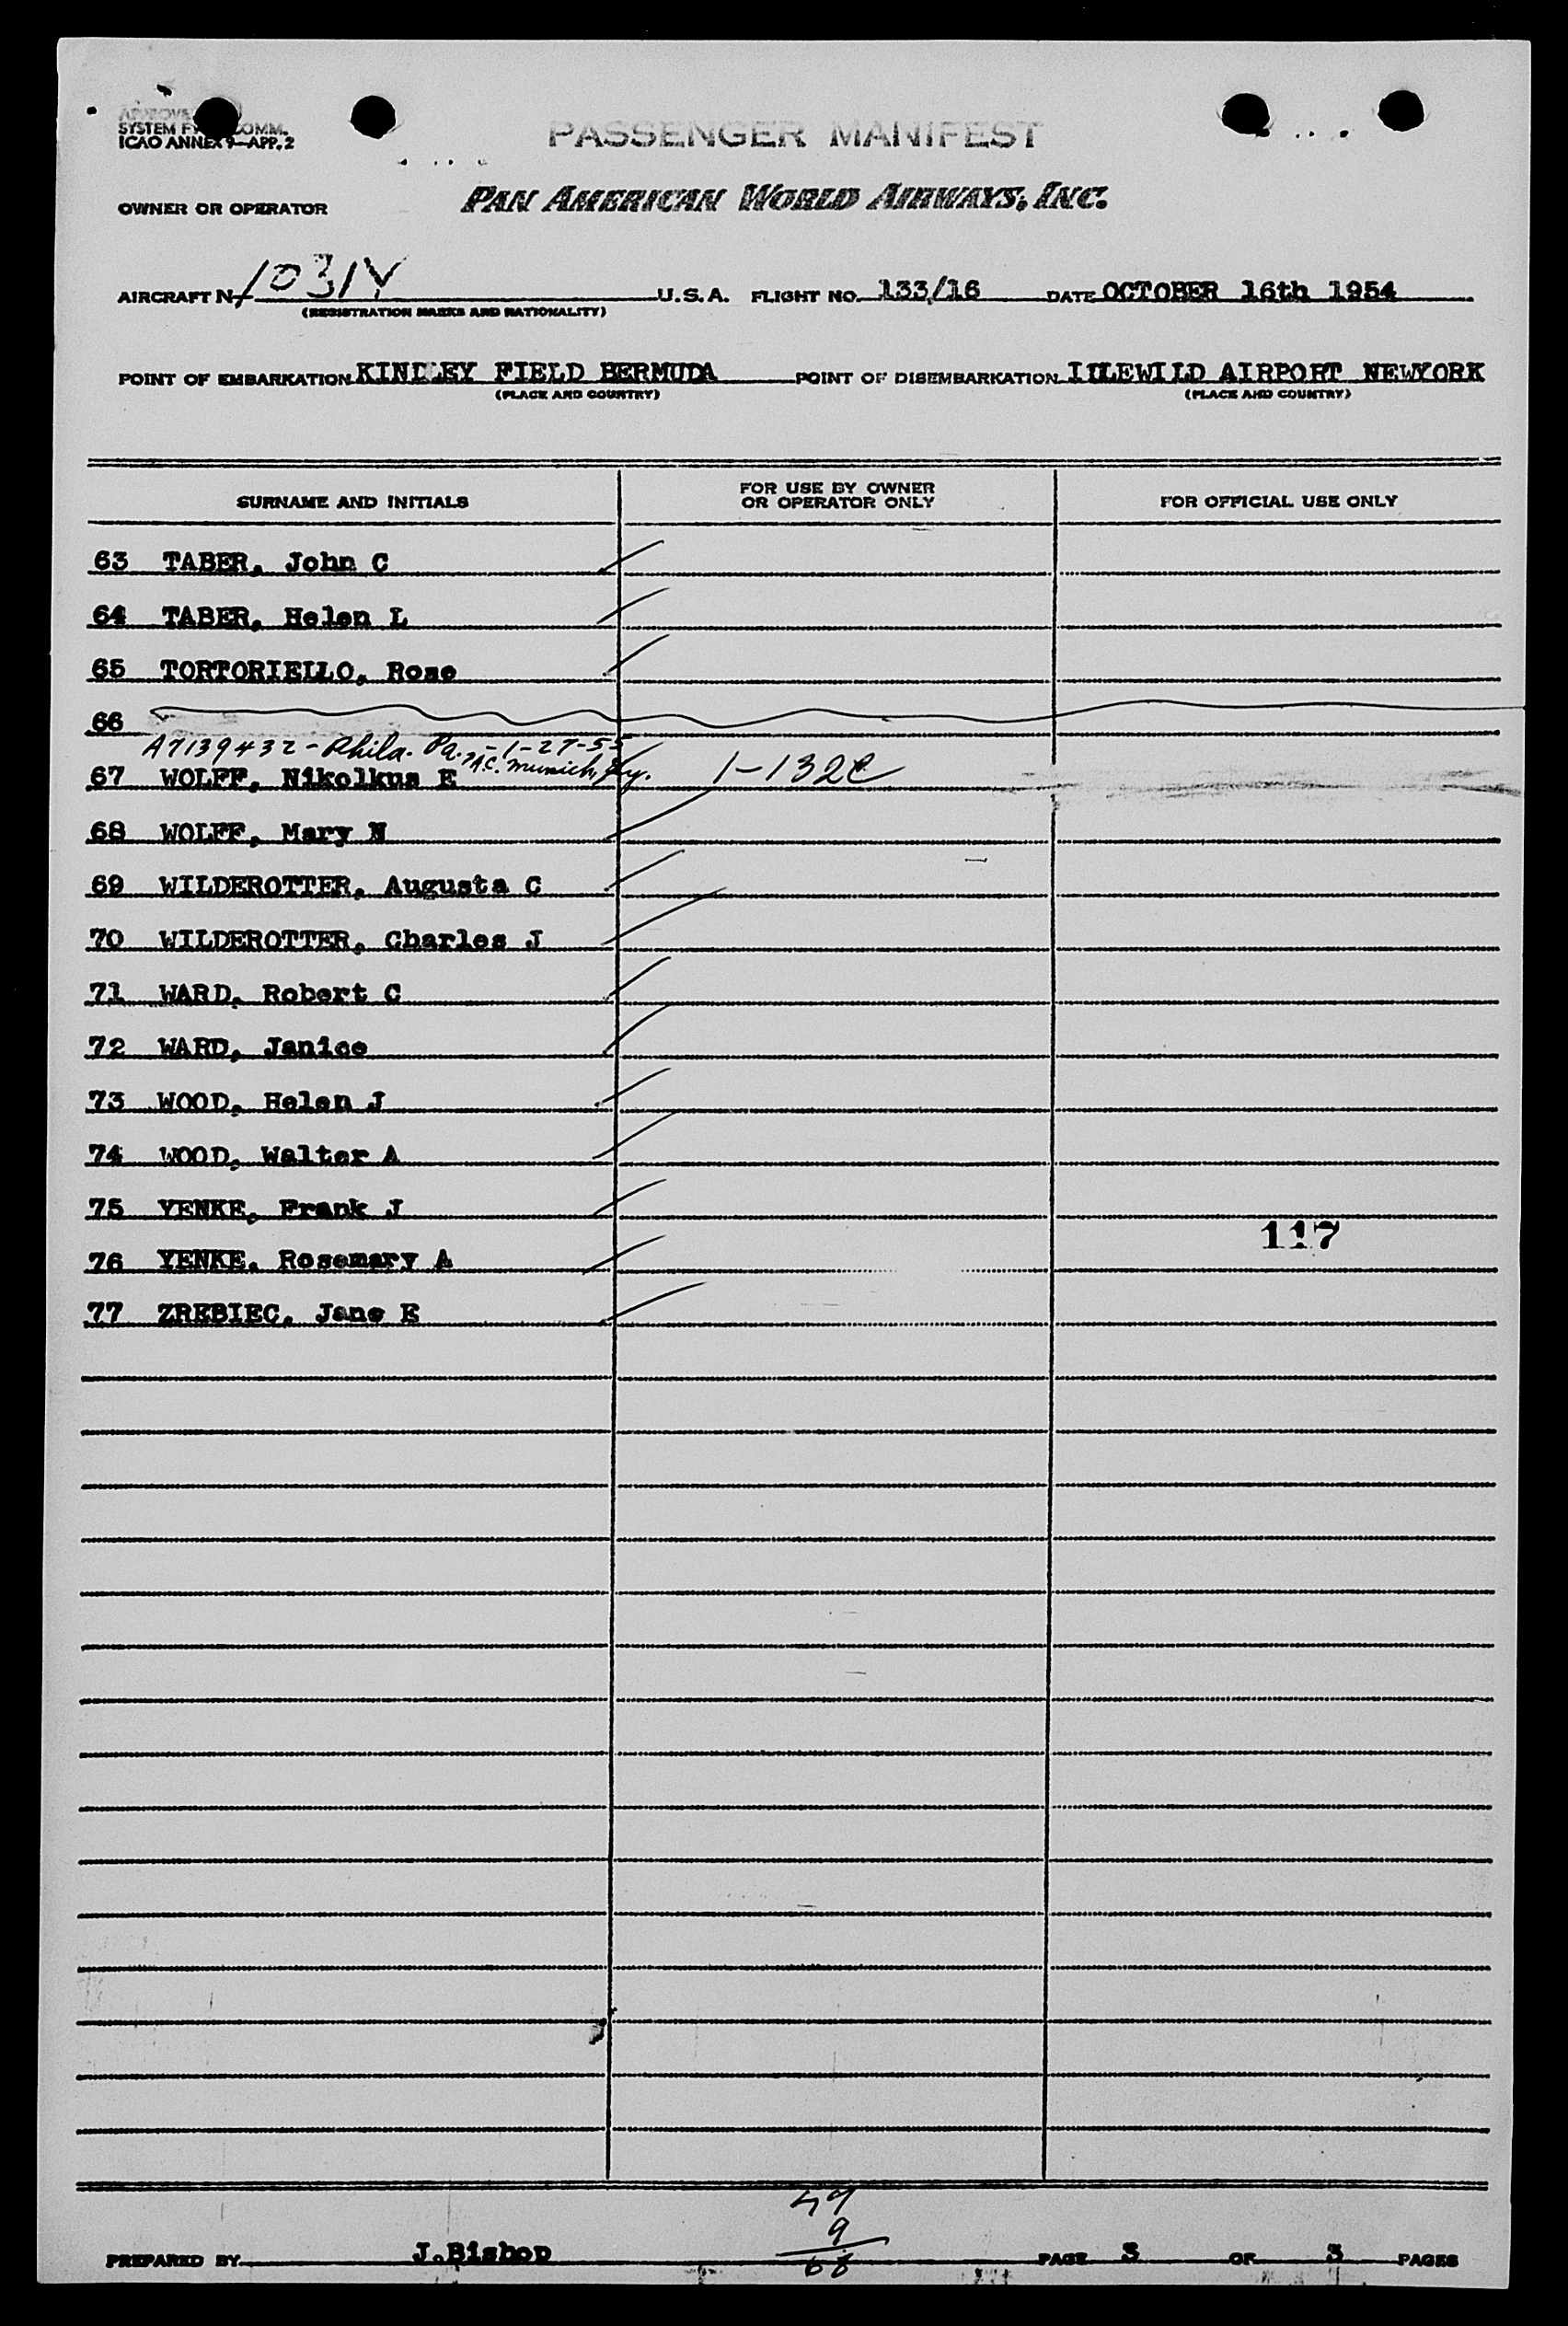 APPROVED
SYSTEM F COMM.
ICAO ANNEX 9—APP. 2
PASSENGER MANIFEST
OWNER OR OPERATOR PAN AMERICAN WORLD AIRWAYS, INC.
AIRCRAFT N 1031V U.S.A. FLIGHT NO. 133/16 DATE OCTOBER 16th 1954
(REGISTRATION MARKS AND NATIONALITY)
POINT OF EMBARKATION KINDLEY FIELD BERMUDA POINT OF DISEMBARKATION IDLEWILD AIRPORT NEWYORK
(PLACE AND COUNTRY) (PLACE AND COUNTRY)
SURNAME AND INITIALS FOR USE BY OWNER OR OPERATOR ONLY FOR OFFICIAL USE ONLY
63 TABER, John C
64 TABER, Helen L
65 TORTORIELLO, Rose
66
A7139432 - Phila. Pa. - 1-27-55
A.C. Munich, Gy.
67 WOLFF, Nikolkus E 1-132C
68 WOLFF, Mary N
69 WILDEROTTER, Augusta C
70 WILDEROTTER, Charles J
71 WARD, Robert C
72 WARD, Janice
73 WOOD, Helen J
74 WOOD, Walter A
75 YENKE, Frank J
117
76 YENKE, Rosemary A
77 ZREBIEC, Jane E
59
9
68
PREPARED BY J.Bishop PAGE 3 OF 3 PAGES